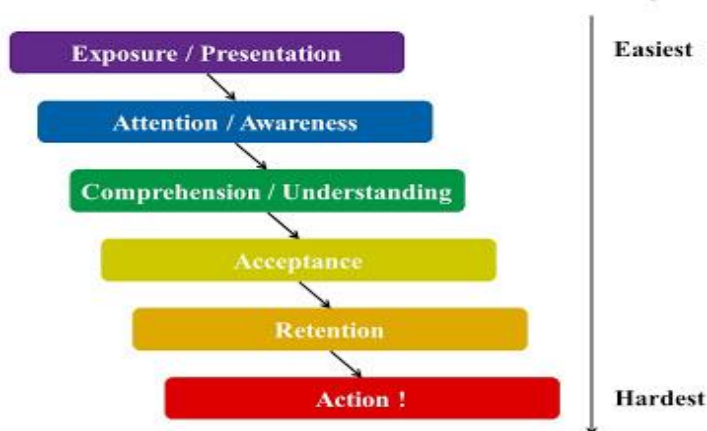 Exposure / Presentation
Easiest
Attention / Awareness
Comprehension / Understanding
Acceptance
Retention
Action !
Hardest